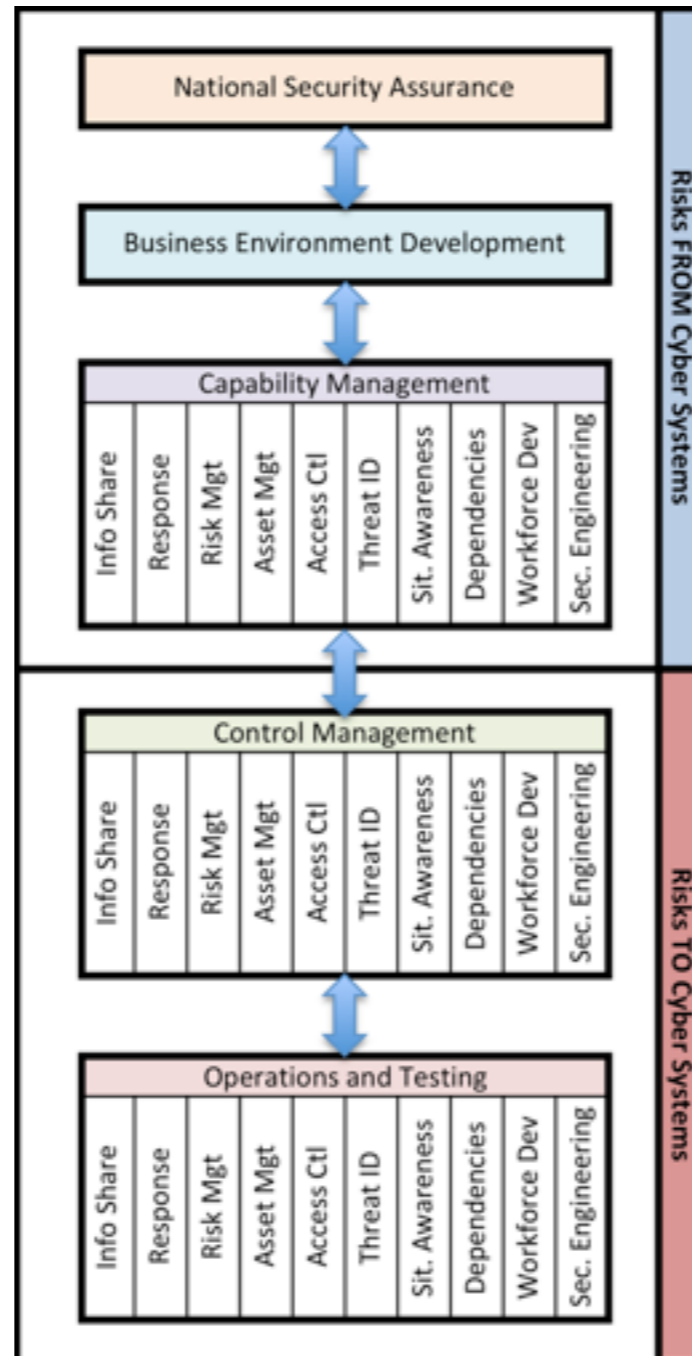 National Security Assurance
Business Environment Development
Capability Management
Info Share
Response
Risk Mgt
Asset Mgt
Access Ctl
Threat ID
Sit. Awareness
Dependencies
Workforce Dev
Sec. Engineering
Risks FROM Cyber Systems
Control Management
Info Share
Response
Risk Mgt
Asset Mgt
Access Ctl
Threat ID
Sit. Awareness
Dependencies
Workforce Dev
Sec. Engineering
Operations and Testing
Info Share
Response
Risk Mgt
Asset Mgt
Access Ctl
Threat ID
Sit. Awareness
Dependencies
Workforce Dev
Sec. Engineering
Risks TO Cyber Systems